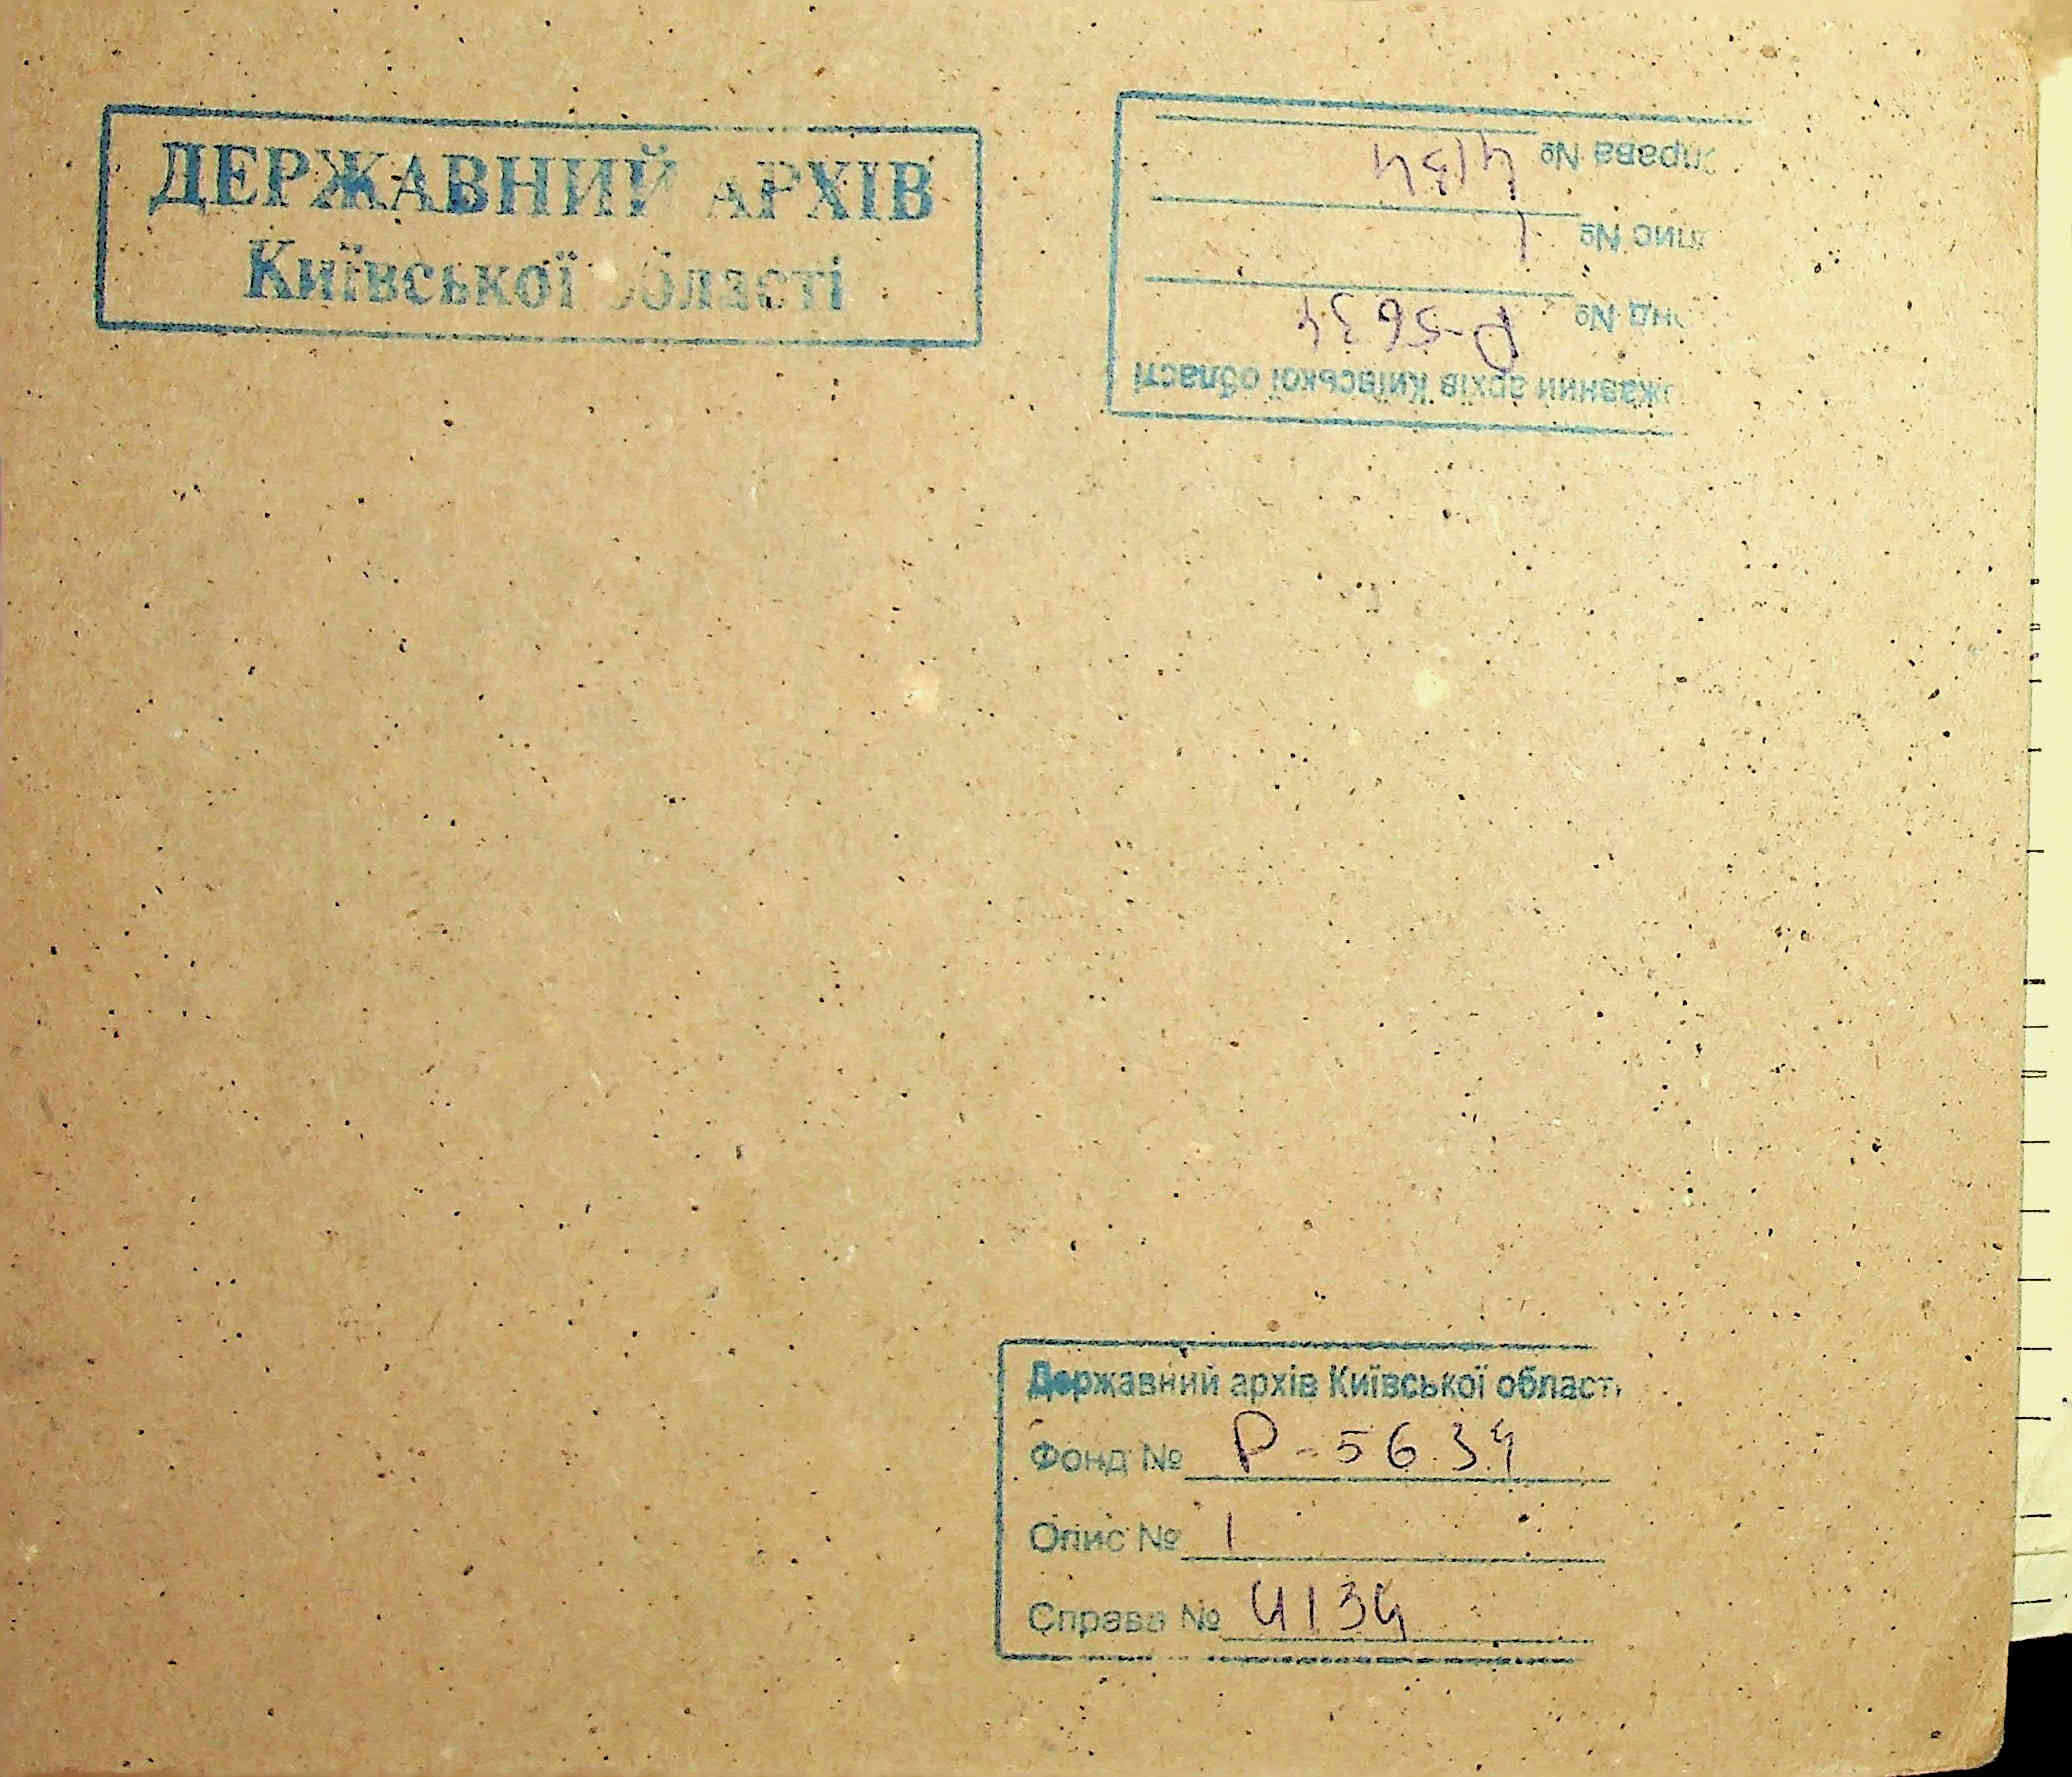 ДЕРЖАВНИЙ АРХІВ
Київської області
Справа № 4134
Опис № 1
Фонд № Р-5634
Державний архів Київської області
Державний архів Київської області
Фонд № Р-5634
Опис № 1
Справа № 4134